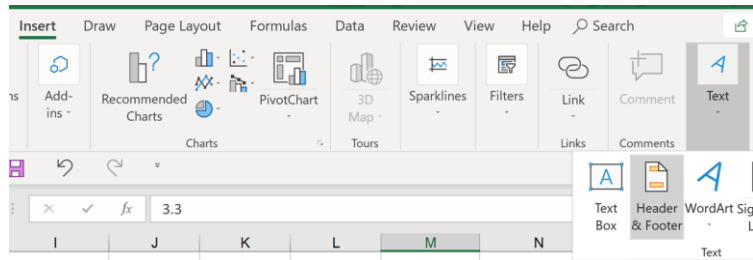 Insert Draw Page Layout Formulas Data Review View Help Search
Add-
ins
Recommended
Charts
PivotChart
3D
Map
Sparklines
Filters
Link
Comment
Text
Charts Tours Links Comments
fx 3.3
Text
Box
Header
& Footer
WordArt
Text
I J K L M N